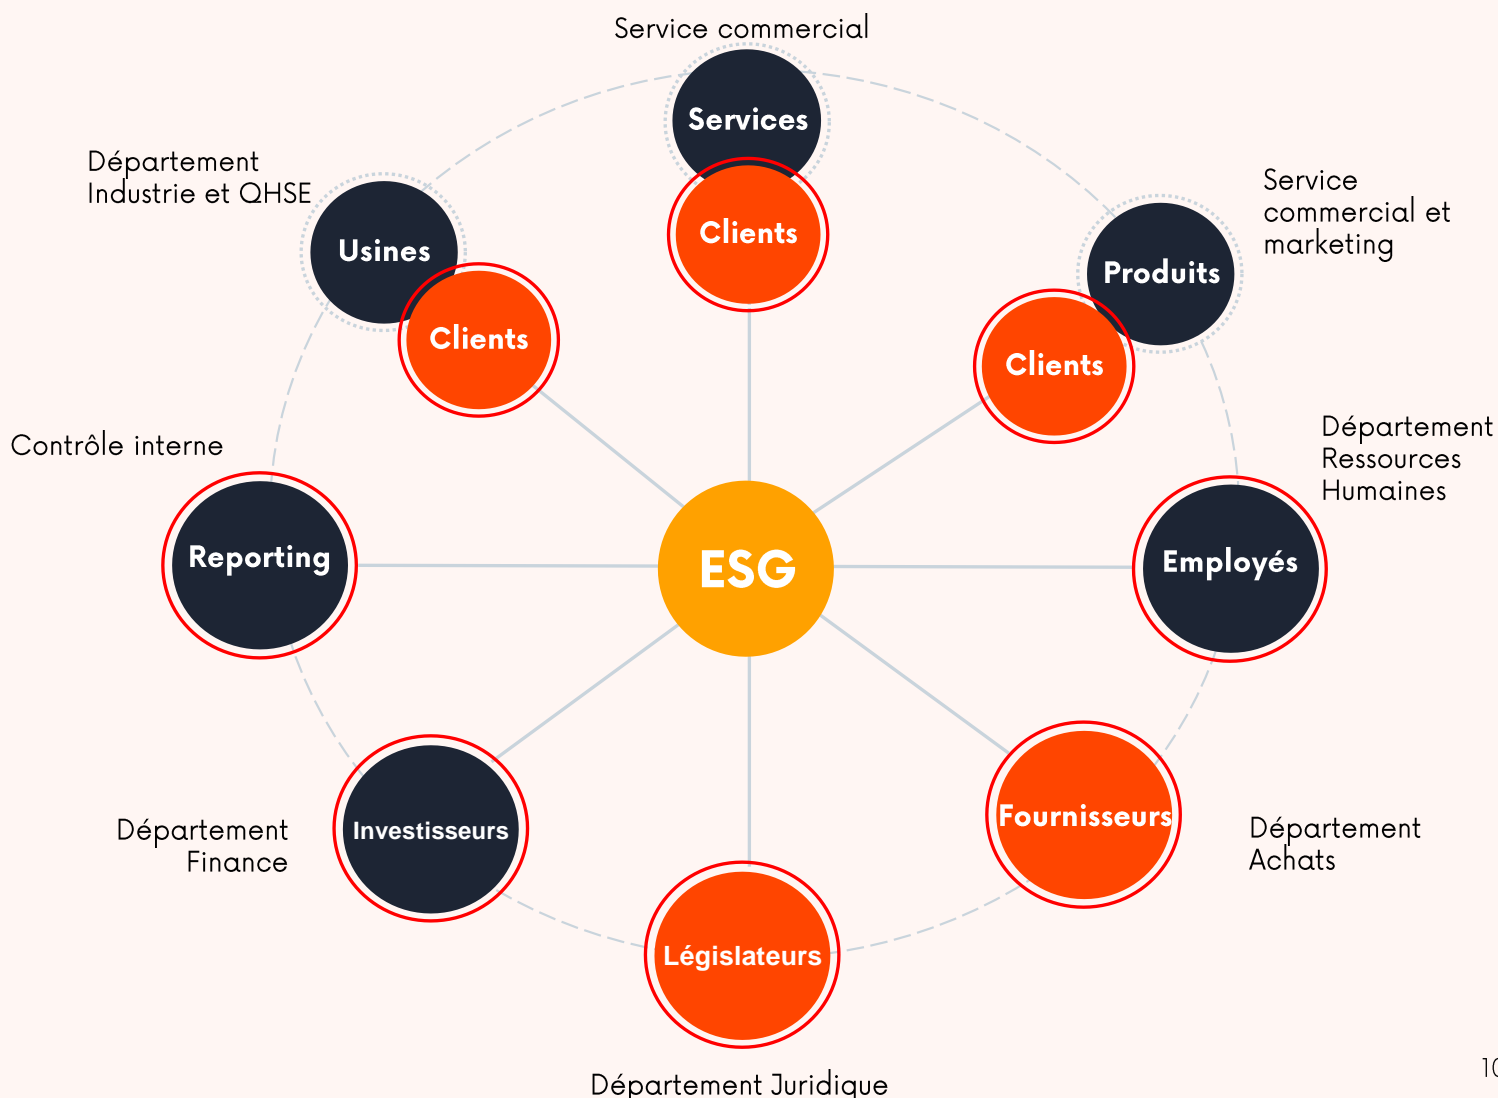 Service commercial
Services
Clients
Département
Industrie et QHSE
Usines
Clients
Service
commercial et
marketing
Produits
Clients
Contrôle interne
Reporting
ESG
Département
Ressources
Humaines
Employés
Département
Finance
Investisseurs
Fournisseurs
Département
Achats
Législateurs
Département Juridique
10